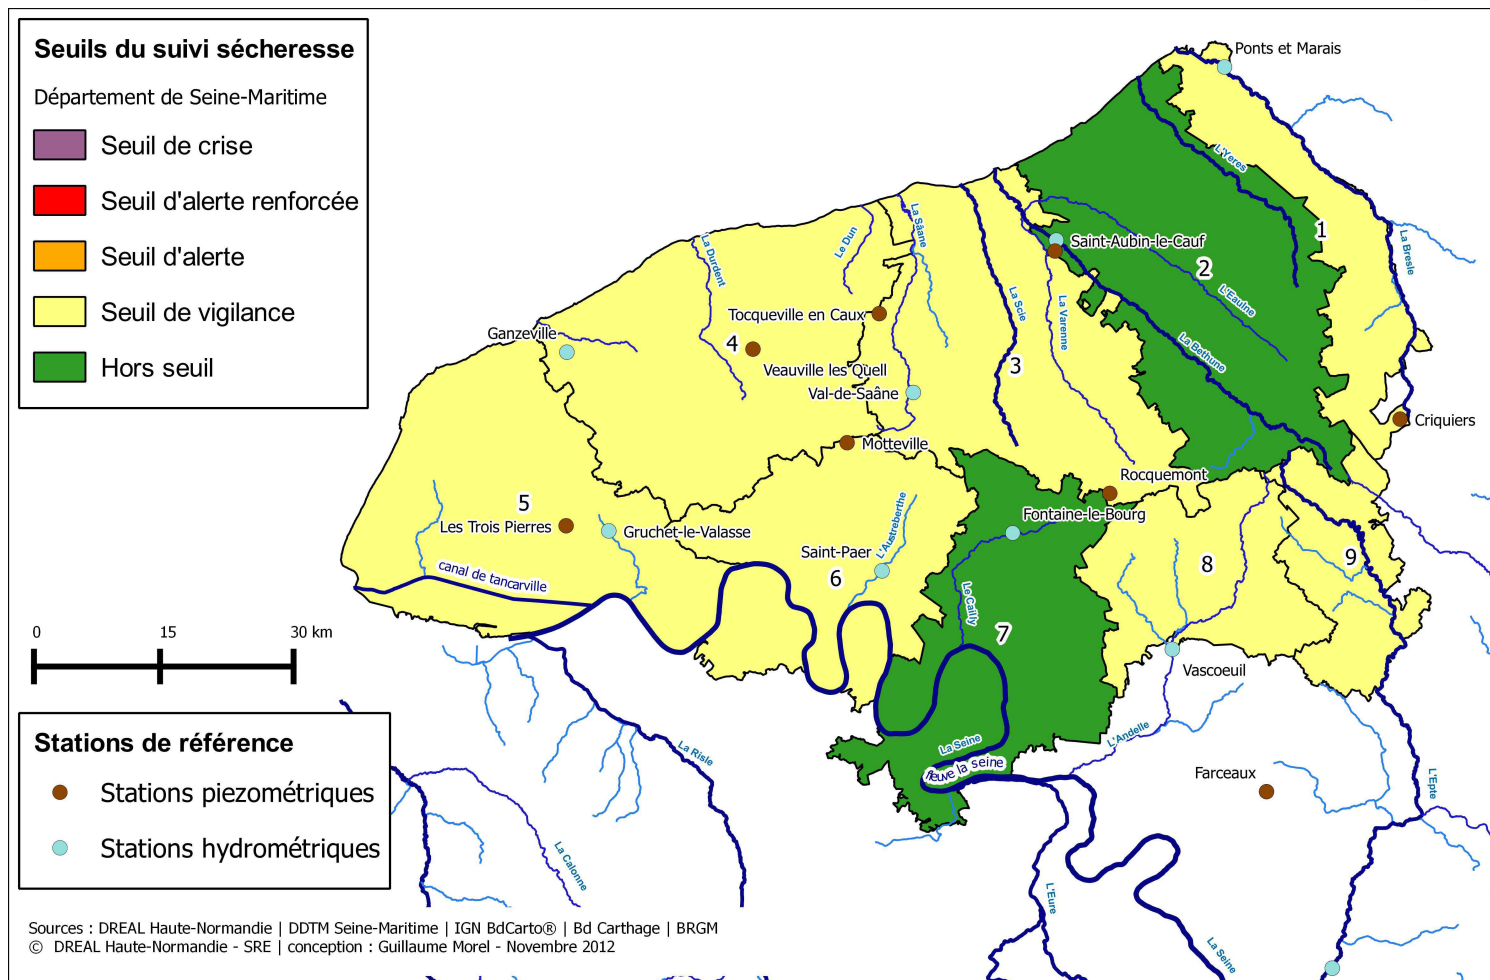 Seuils du suivi sécheresse
Département de Seine-Maritime
Seuil de crise
Seuil d'alerte renforcée
Seuil d'alerte
Seuil de vigilance
Hors seuil
Ponts et Marais
L'Yeres
1
La Bresle
Saint-Aubin-le-Cauf
2
L'Eaulne
La Bethune
La Sâane
Le Dun
La Durdent
La Scie
La Varenne
Tocqueville en Caux
Ganzeville
4
Veauville les Quell
3
Val-de-Saâne
Criquiers
Motteville
Rocquemont
5
Les Trois Pierres
Gruchet-le-Valasse
Fontaine-le-Bourg
L'Austreberthe
Saint-Paer
6
8
9
canal de tancarville
Le Cailly
7
Vascoeuil
0 15 30 km
La Risle
La Seine
fleuve la seine
L'Andelle
Farceaux
L'Epte
Stations de référence
Stations piezométriques
Stations hydrométriques
La Calonne
L'Eure
La Seine
Sources : DREAL Haute-Normandie | DDTM Seine-Maritime | IGN BdCarto® | Bd Carthage | BRGM
© DREAL Haute-Normandie - SRE | conception : Guillaume Morel - Novembre 2012